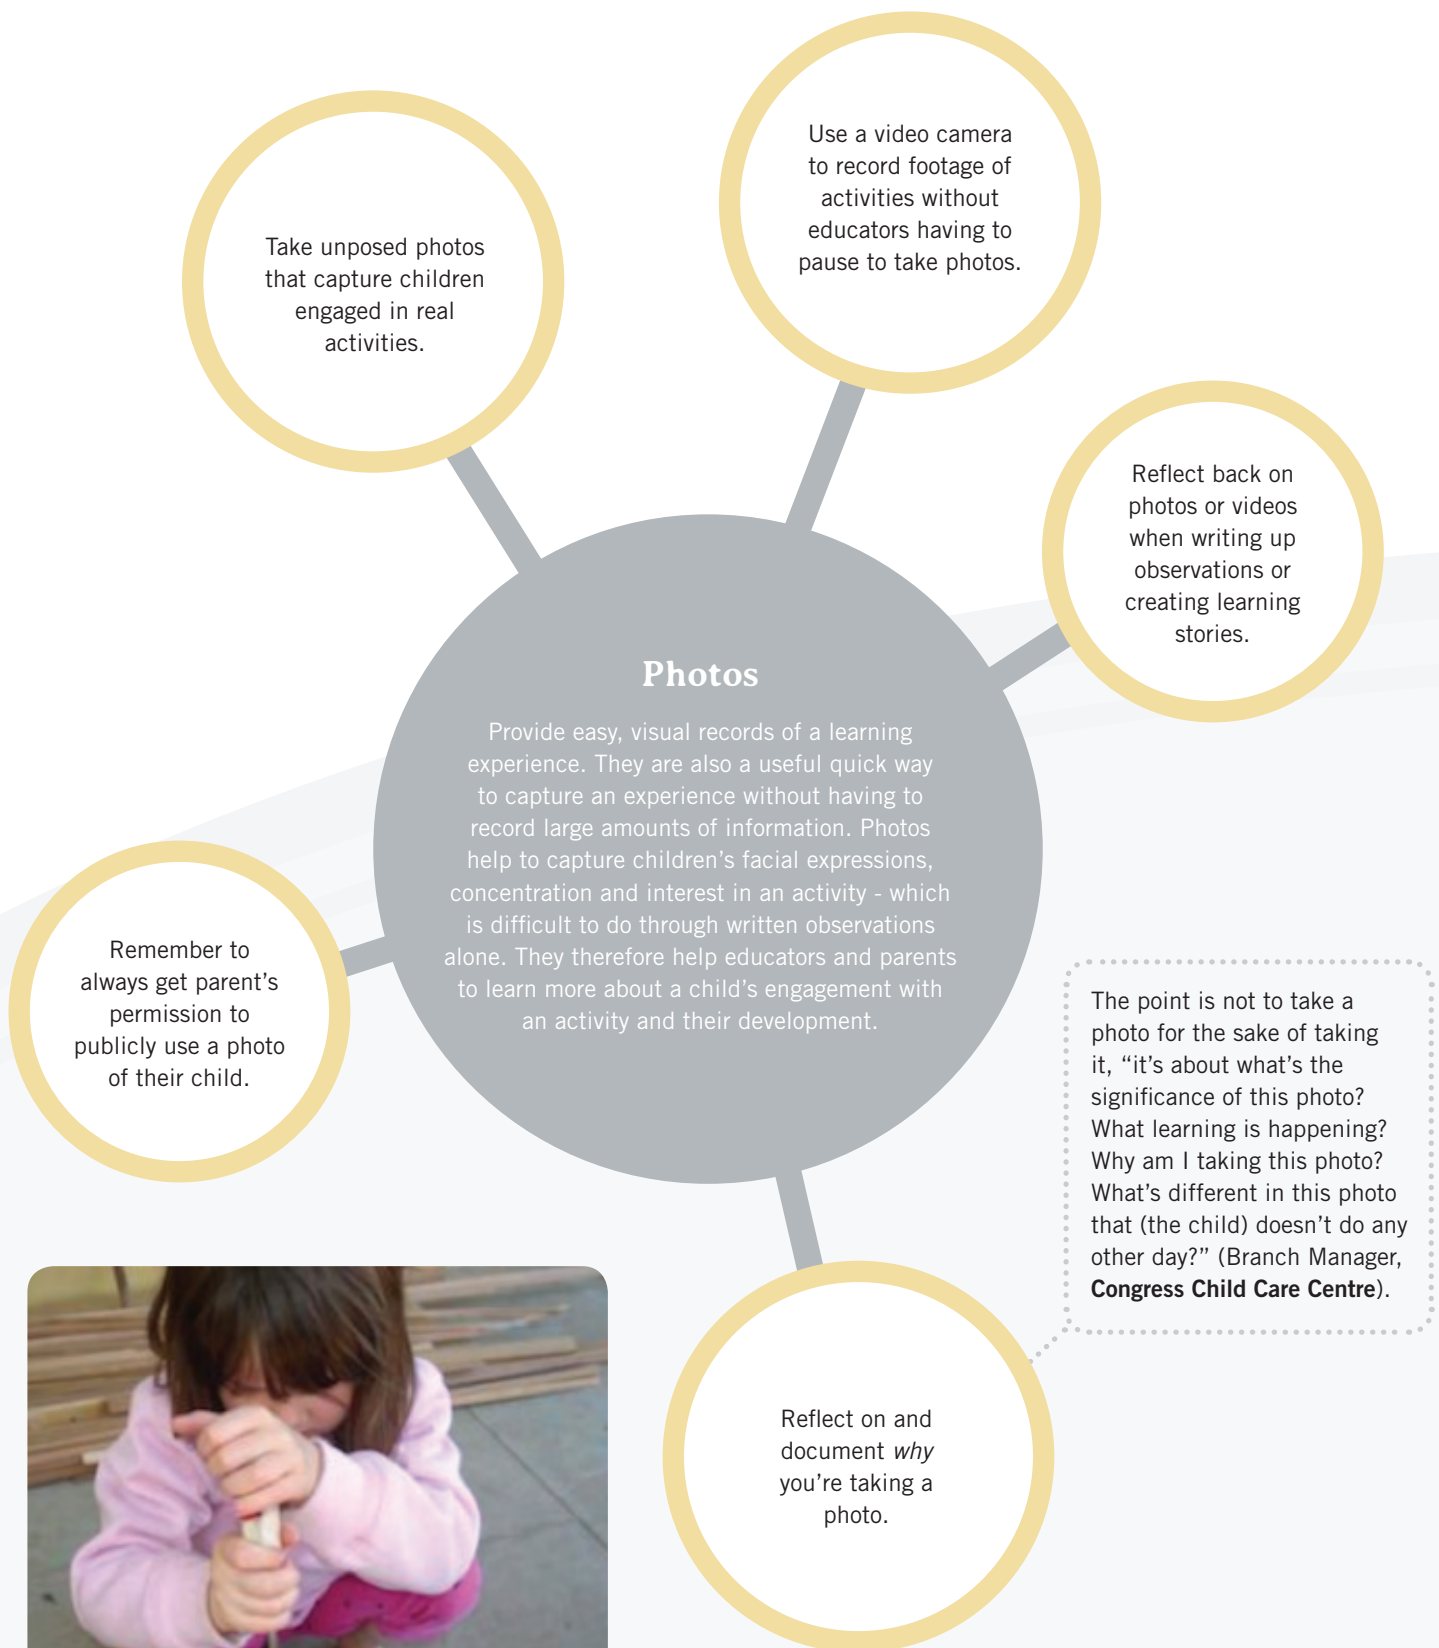 Use a video camera
to record footage of
activities without
educators having to
pause to take photos.
Take unposed photos
that capture children
engaged in real
activities.
Reflect back on
photos or videos
when writing up
observations or
creating learning
stories.
Photos
Provide easy, visual records of a learning
experience. They are also a useful quick way
to capture an experience without having to
record large amounts of information. Photos
help to capture children’s facial expressions,
concentration and interest in an activity - which
is difficult to do through written observations
alone. They therefore help educators and parents
to learn more about a child’s engagement with
an activity and their development.
Remember to
always get parent’s
permission to
publicly use a photo
of their child.
The point is not to take a
photo for the sake of taking
it, “it’s about what’s the
significance of this photo?
What learning is happening?
Why am I taking this photo?
What’s different in this photo
that (the child) doesn’t do any
other day?” (Branch Manager,
Congress Child Care Centre).
Reflect on and
document why
you’re taking a
photo.